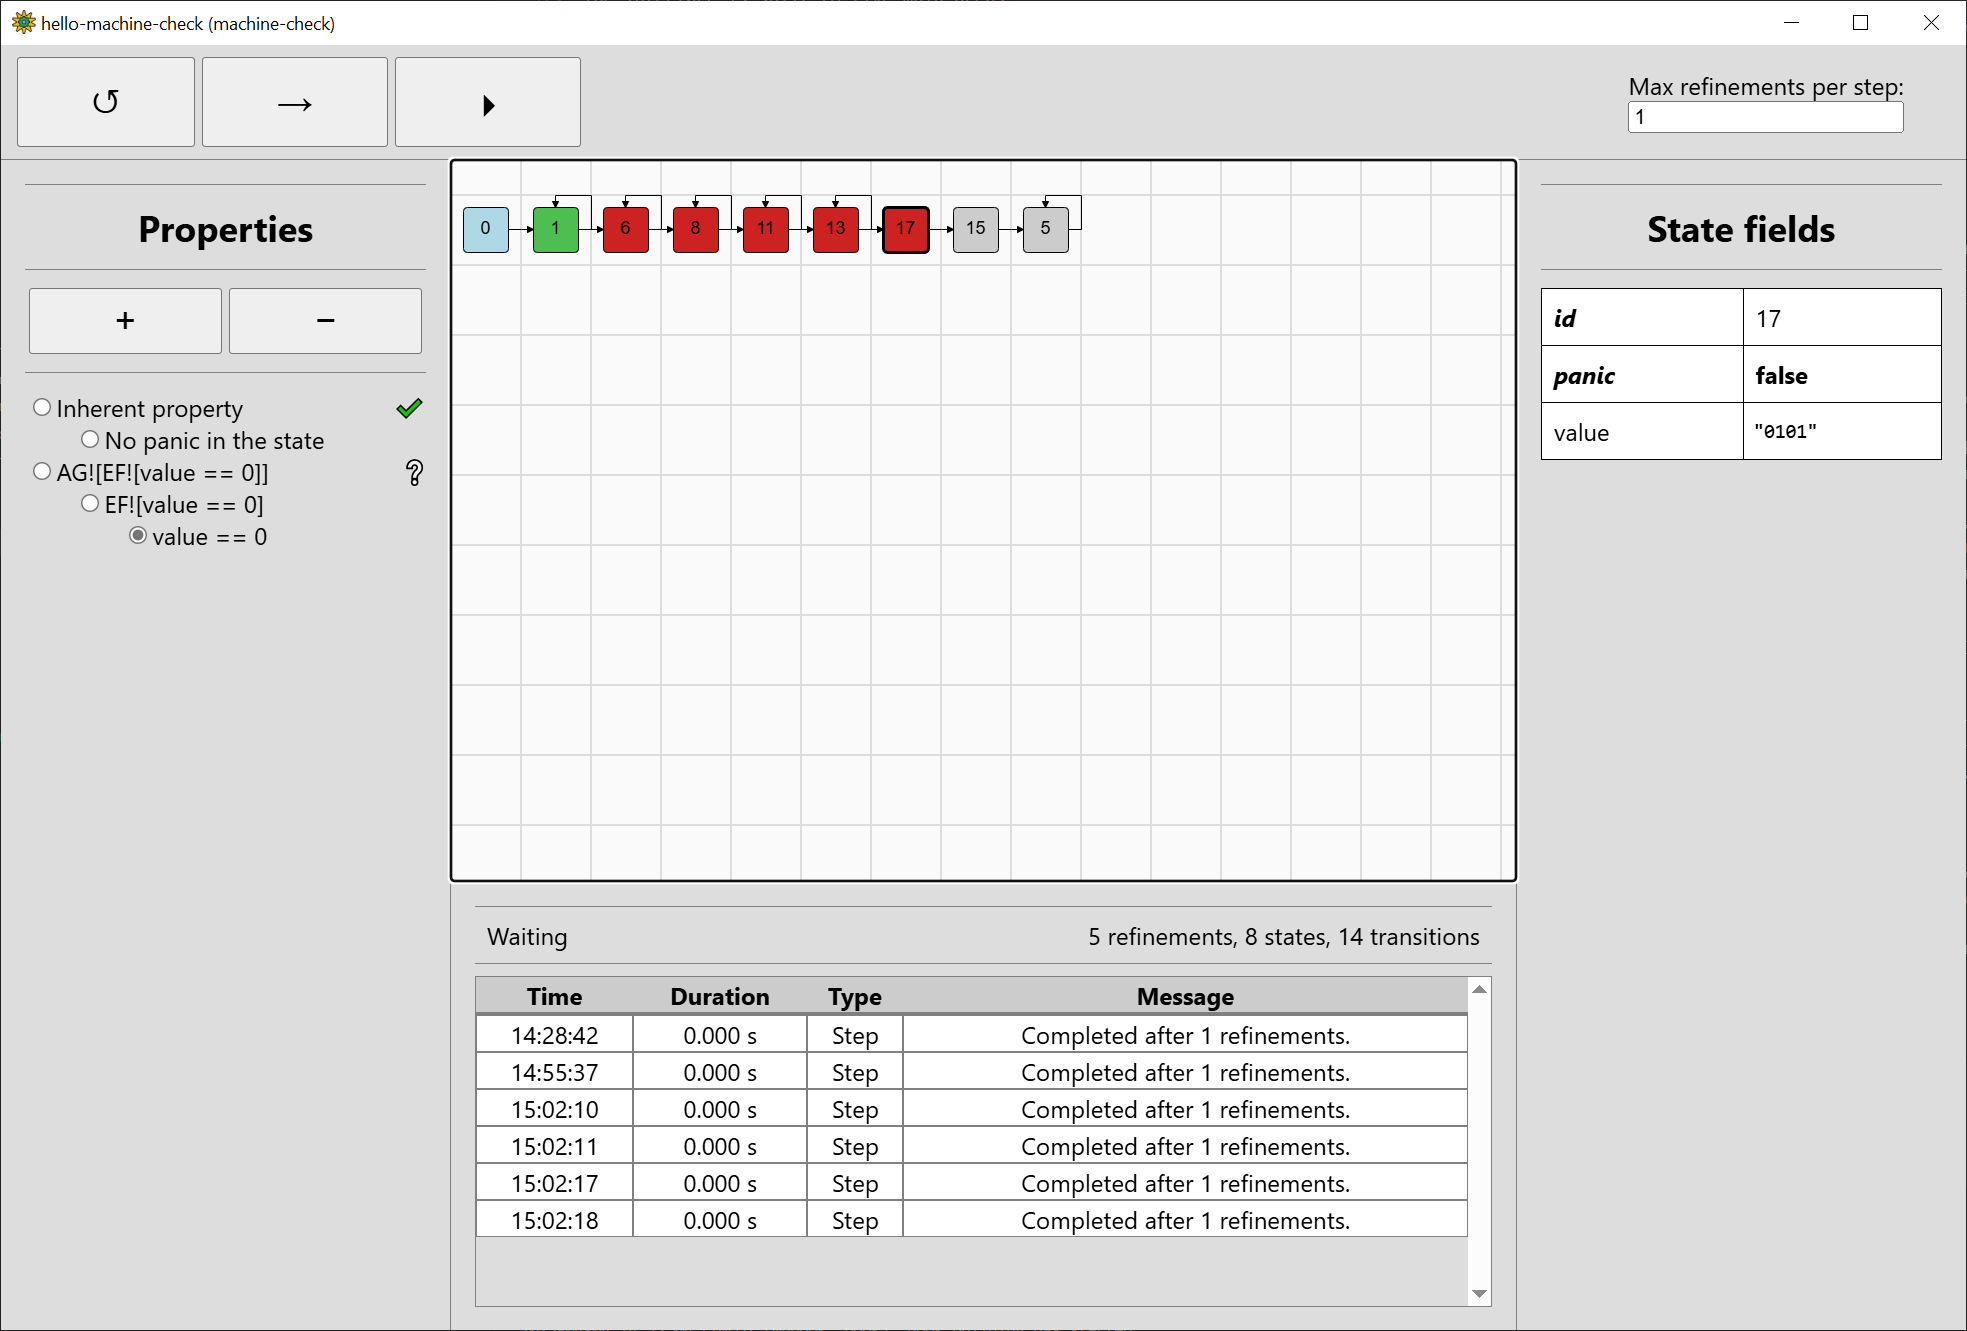 hello-machine-check (machine-check)
Max refinements per step:
1
Properties
+ −
Inherent property
No panic in the state
AG![EF![value == 0]]
EF![value == 0]
value == 0
0 1 6 8 11 13 17 15 5
State fields
id 17
panic false
value "0101"
Waiting 5 refinements, 8 states, 14 transitions
Time Duration Type Message
14:28:42 0.000 s Step Completed after 1 refinements.
14:55:37 0.000 s Step Completed after 1 refinements.
15:02:10 0.000 s Step Completed after 1 refinements.
15:02:11 0.000 s Step Completed after 1 refinements.
15:02:17 0.000 s Step Completed after 1 refinements.
15:02:18 0.000 s Step Completed after 1 refinements.